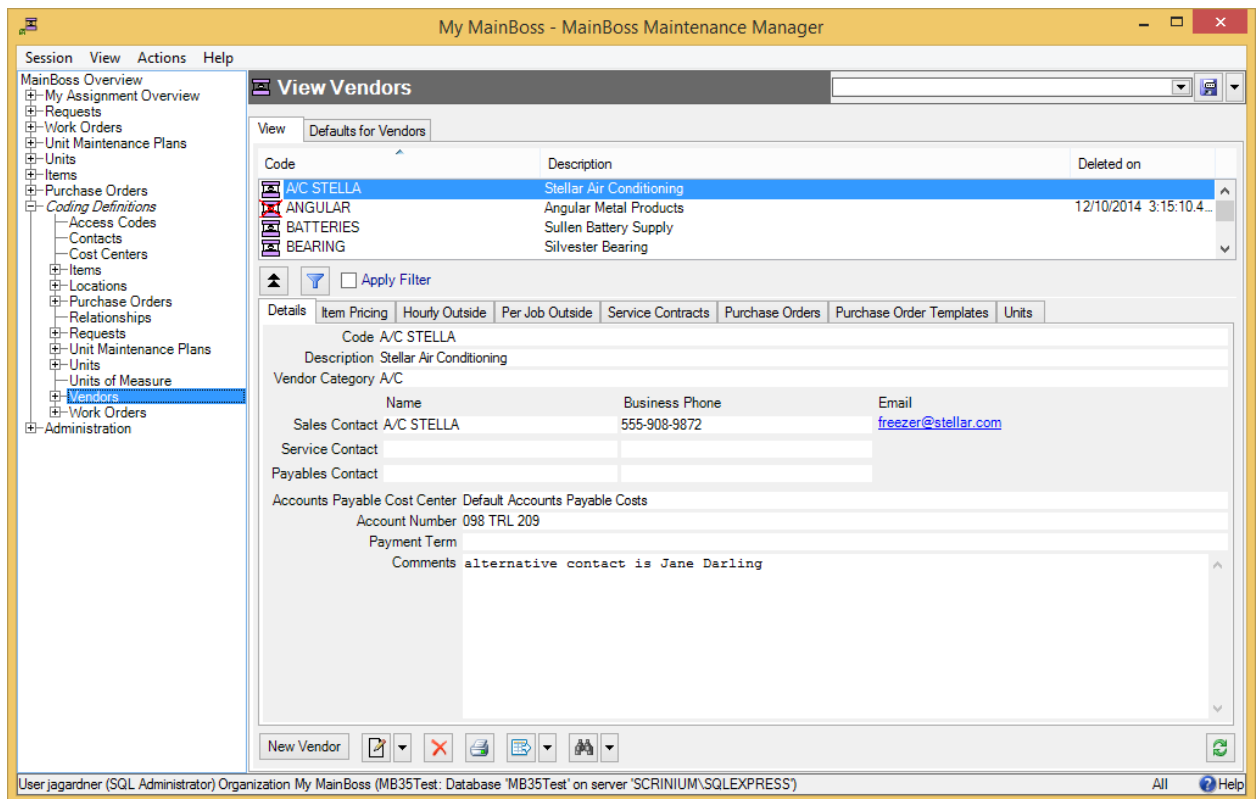 My MainBoss - MainBoss Maintenance Manager
Session View Actions Help
MainBoss Overview
My Assignment Overview
Requests
Work Orders
Unit Maintenance Plans
Units
Items
Purchase Orders
Coding Definitions
Access Codes
Contacts
Cost Centers
Items
Locations
Purchase Orders
Relationships
Requests
Unit Maintenance Plans
Units
Units of Measure
Vendors
Work Orders
Administration
View Vendors
View Defaults for Vendors
Code Description Deleted on
A/C STELLA Stellar Air Conditioning
ANGULAR Angular Metal Products 12/10/2014 3:15:10.4...
BATTERIES Sullen Battery Supply
BEARING Silvester Bearing
Apply Filter
Details Item Pricing Hourly Outside Per Job Outside Service Contracts Purchase Orders Purchase Order Templates Units
Code A/C STELLA
Description Stellar Air Conditioning
Vendor Category A/C
Name Business Phone Email
Sales Contact A/C STELLA 555-908-9872 freezer@stellar.com
Service Contact
Payables Contact
Accounts Payable Cost Center Default Accounts Payable Costs
Account Number 098 TRL 209
Payment Term
Comments alternative contact is Jane Darling
New Vendor
User jagardner (SQL Administrator) Organization My MainBoss (MB35Test: Database 'MB35Test' on server 'SCRINIUM\SQLEXPRESS') All Help